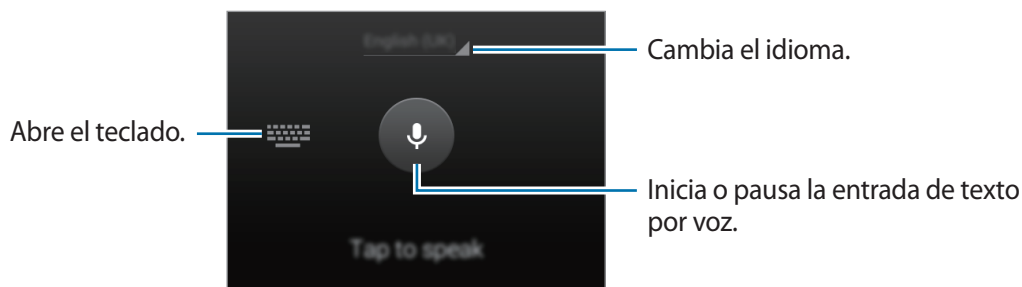 English (UK)
Cambia el idioma.
Abre el teclado.
Inicia o pausa la entrada de texto
por voz.
Tap to speak